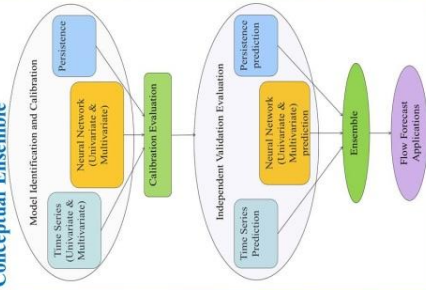 Conceptual Ensemble
Model Identification and Calibration
Time Series
(Univariate &
Multivariate)
Neural Network
(Univariate &
Multivariate)
Persistence
Calibration Evaluation
Independent Validation Evaluation
Time Series
Prediction
Neural Network
(Univariate &
Multivariate)
prediction
Persistence
prediction
Ensemble
Flow Forecast
Applications